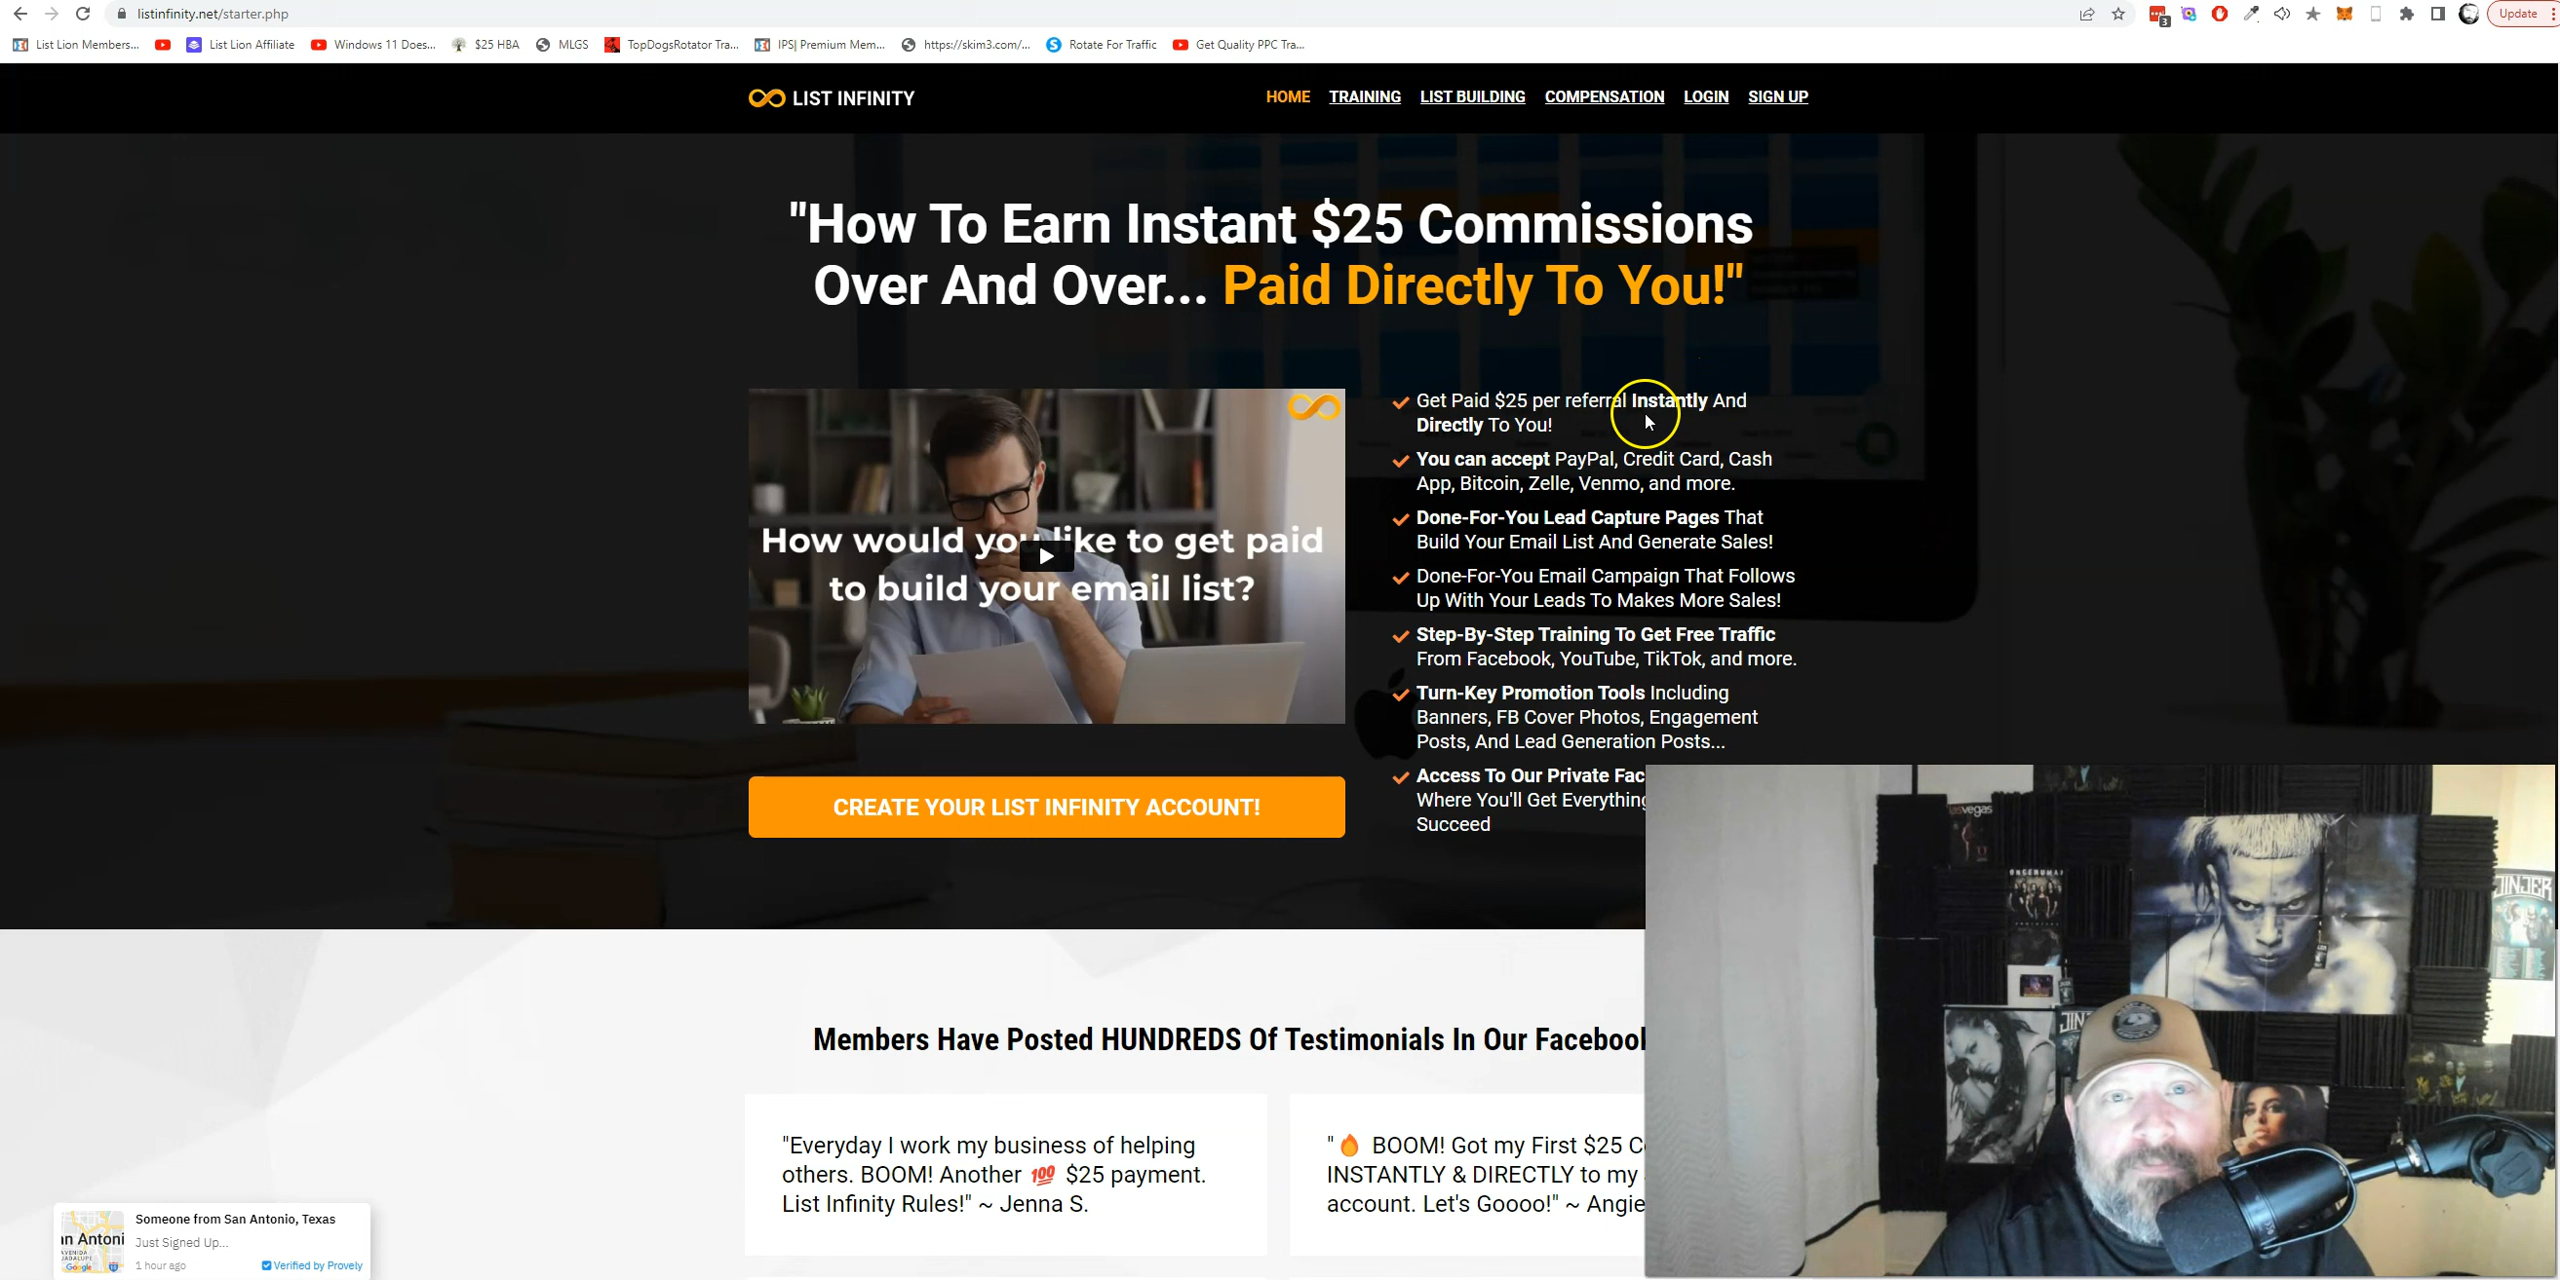 listinfinity.net/starter.php
Update
3
List Lion Members...
List Lion Affiliate
Windows 11 Does...
$25 HBA
MLGS
TopDogsRotator Tra...
IPS| Premium Mem...
https://skim3.com/...
Rotate For Traffic
Get Quality PPC Tra...
LIST INFINITY
HOME
TRAINING
LIST BUILDING
COMPENSATION
LOGIN
SIGN UP
"How To Earn Instant $25 Commissions
Over And Over... Paid Directly To You!"
How would you like to get paid
to build your email list?
CREATE YOUR LIST INFINITY ACCOUNT!
Get Paid $25 per referral Instantly And
Directly To You!
You can accept PayPal, Credit Card, Cash
App, Bitcoin, Zelle, Venmo, and more.
Done-For-You Lead Capture Pages That
Build Your Email List And Generate Sales!
Done-For-You Email Campaign That Follows
Up With Your Leads To Makes More Sales!
Step-By-Step Training To Get Free Traffic
From Facebook, YouTube, TikTok, and more.
Turn-Key Promotion Tools Including
Banners, FB Cover Photos, Engagement
Posts, And Lead Generation Posts...
Access To Our Private Fac
Where You'll Get Everything
Succeed
Members Have Posted HUNDREDS Of Testimonials In Our Facebook
"Everyday I work my business of helping
others. BOOM! Another 💯 $25 payment.
List Infinity Rules!" ~ Jenna S.
"🔥 BOOM! Got my First $25 C
INSTANTLY & DIRECTLY to my
account. Let's Goooo!" ~ Angie
Someone from San Antonio, Texas
Just Signed Up...
1 hour ago
Verified by Provely
an Antoni
Google
vegas
JINJER
JIN